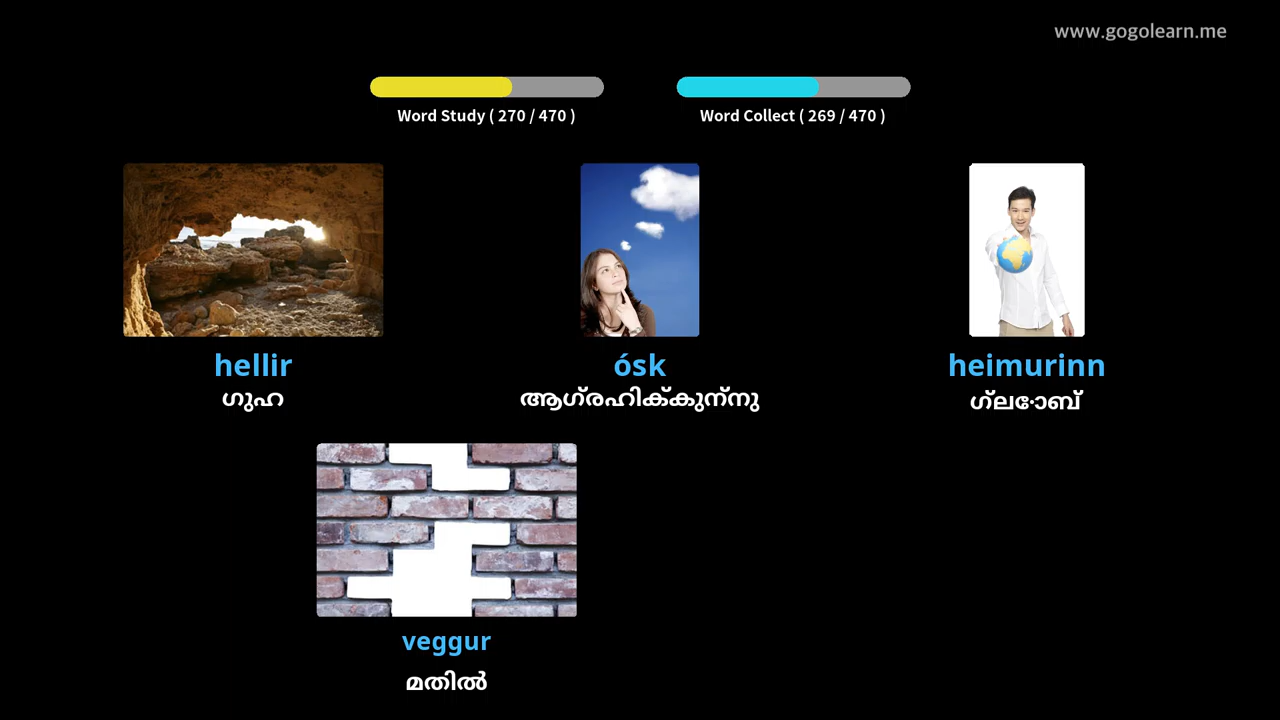 www.gogolearn.me
Word Study ( 270 / 470 )
Word Collect ( 269 / 470 )
hellir
ഗുഹ
ósk
ആഗ്രഹിക്കുന്നു
heimurinn
ഗ്ലോബ്
veggur
മതിൽ